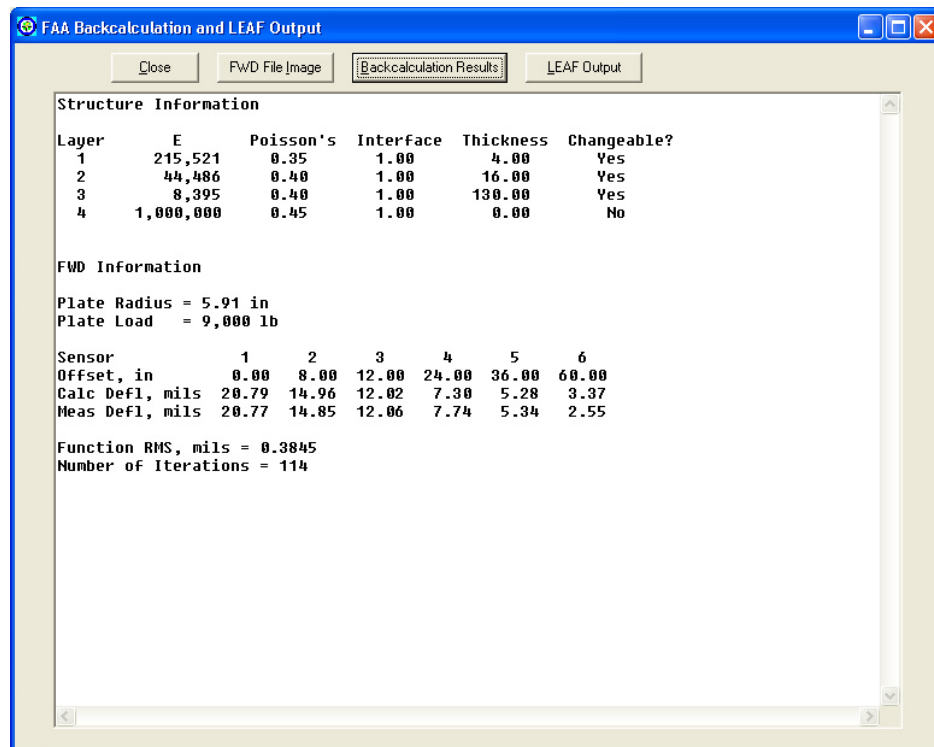 FAA Backcalculation and LEAF Output
Close FWD File Image Backcalculation Results LEAF Output
Structure Information
Layer E Poisson's Interface Thickness Changeable?
1 215,521 0.35 1.00 4.00 Yes
2 44,486 0.40 1.00 16.00 Yes
3 8,395 0.40 1.00 130.00 Yes
4 1,000,000 0.45 1.00 0.00 No
FWD Information
Plate Radius = 5.91 in
Plate Load = 9,000 lb
Sensor 1 2 3 4 5 6
Offset, in 0.00 8.00 12.00 24.00 36.00 60.00
Calc Defl, mils 20.79 14.96 12.02 7.30 5.28 3.37
Meas Defl, mils 20.77 14.85 12.06 7.74 5.34 2.55
Function RMS, mils = 0.3845
Number of Iterations = 114